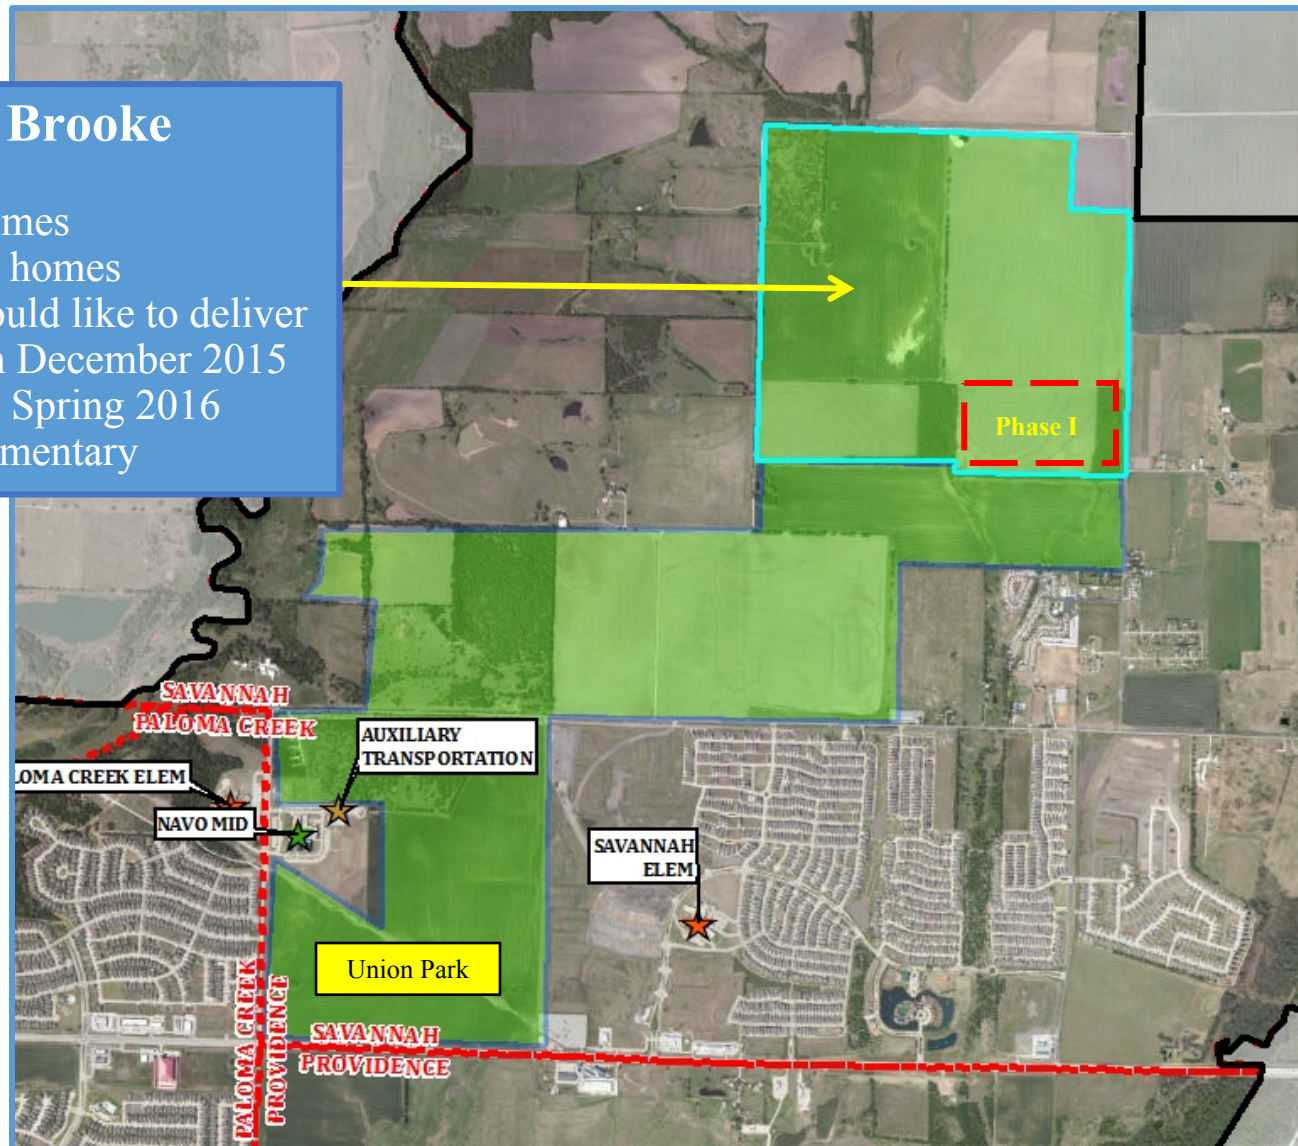 Brooke
mes
homes
ould like to deliver
n December 2015
Spring 2016
mentary
Phase I
SAVANNAH
PALOMA CREEK
AUXILIARY
TRANSPORTATION
LOMA CREEK ELEM
NAVO MID
SAVANNAH
ELEM
Union Park
PALOMA CREEK
PROVIDENCE
SAVANNAH
PROVIDENCE